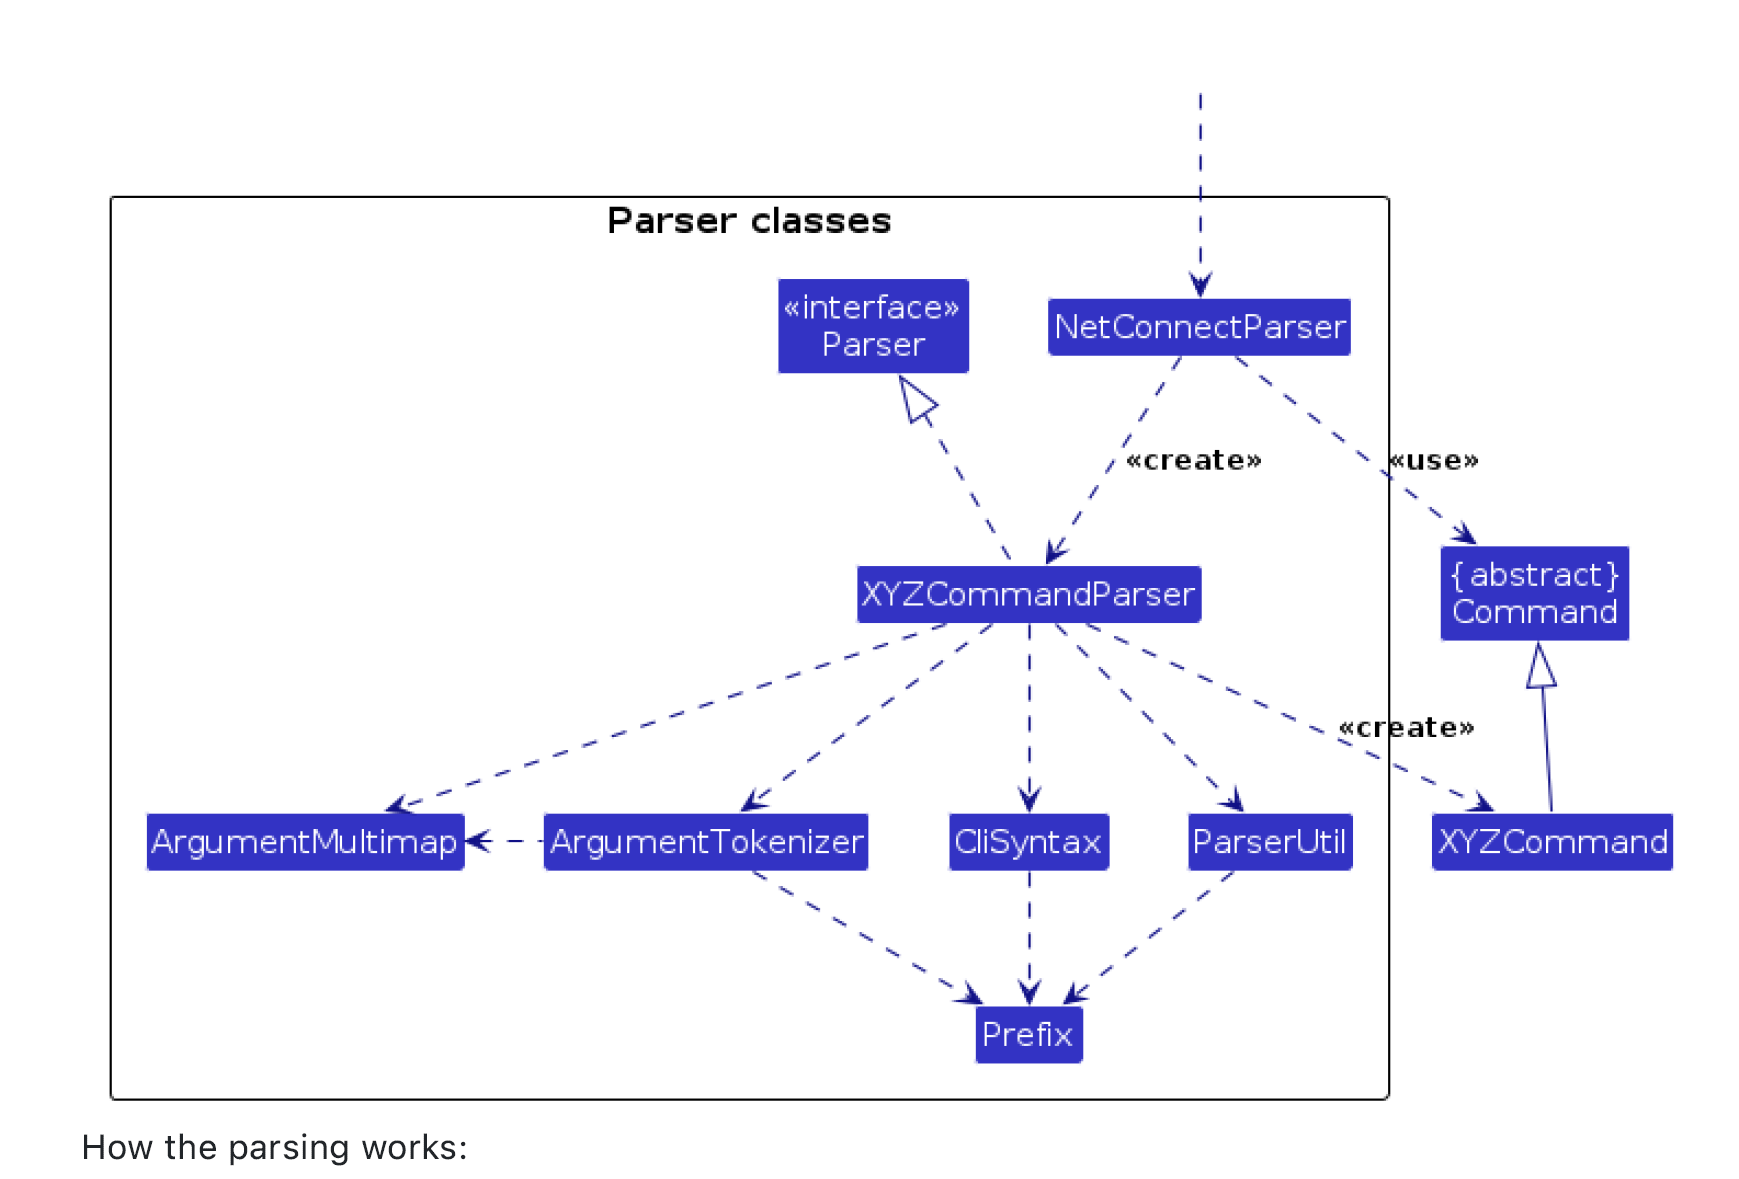 Parser classes
«interface»
Parser
NetConnectParser
«create»
«use»
XYZCommandParser
{abstract}
Command
«create»
ArgumentMultimap
ArgumentTokenizer
CliSyntax
ParserUtil
XYZCommand
Prefix
How the parsing works: